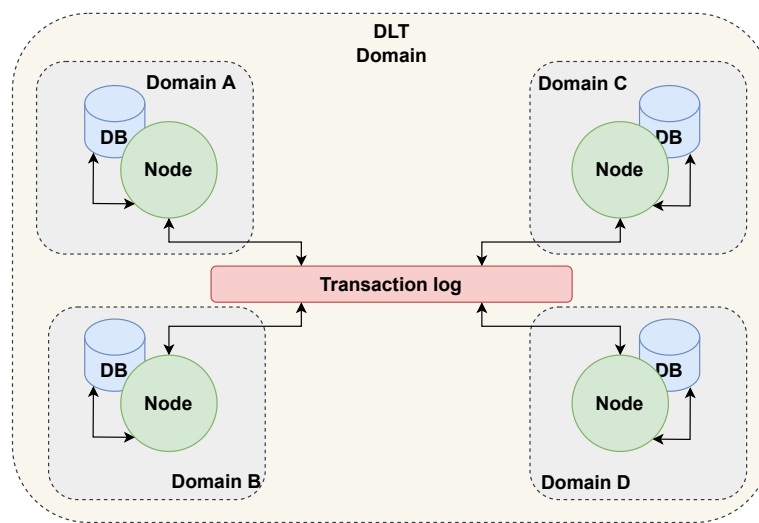 DLT
Domain
Domain A
DB
Node
Domain C
DB
Node
Transaction log
DB
Node
Domain B
DB
Node
Domain D